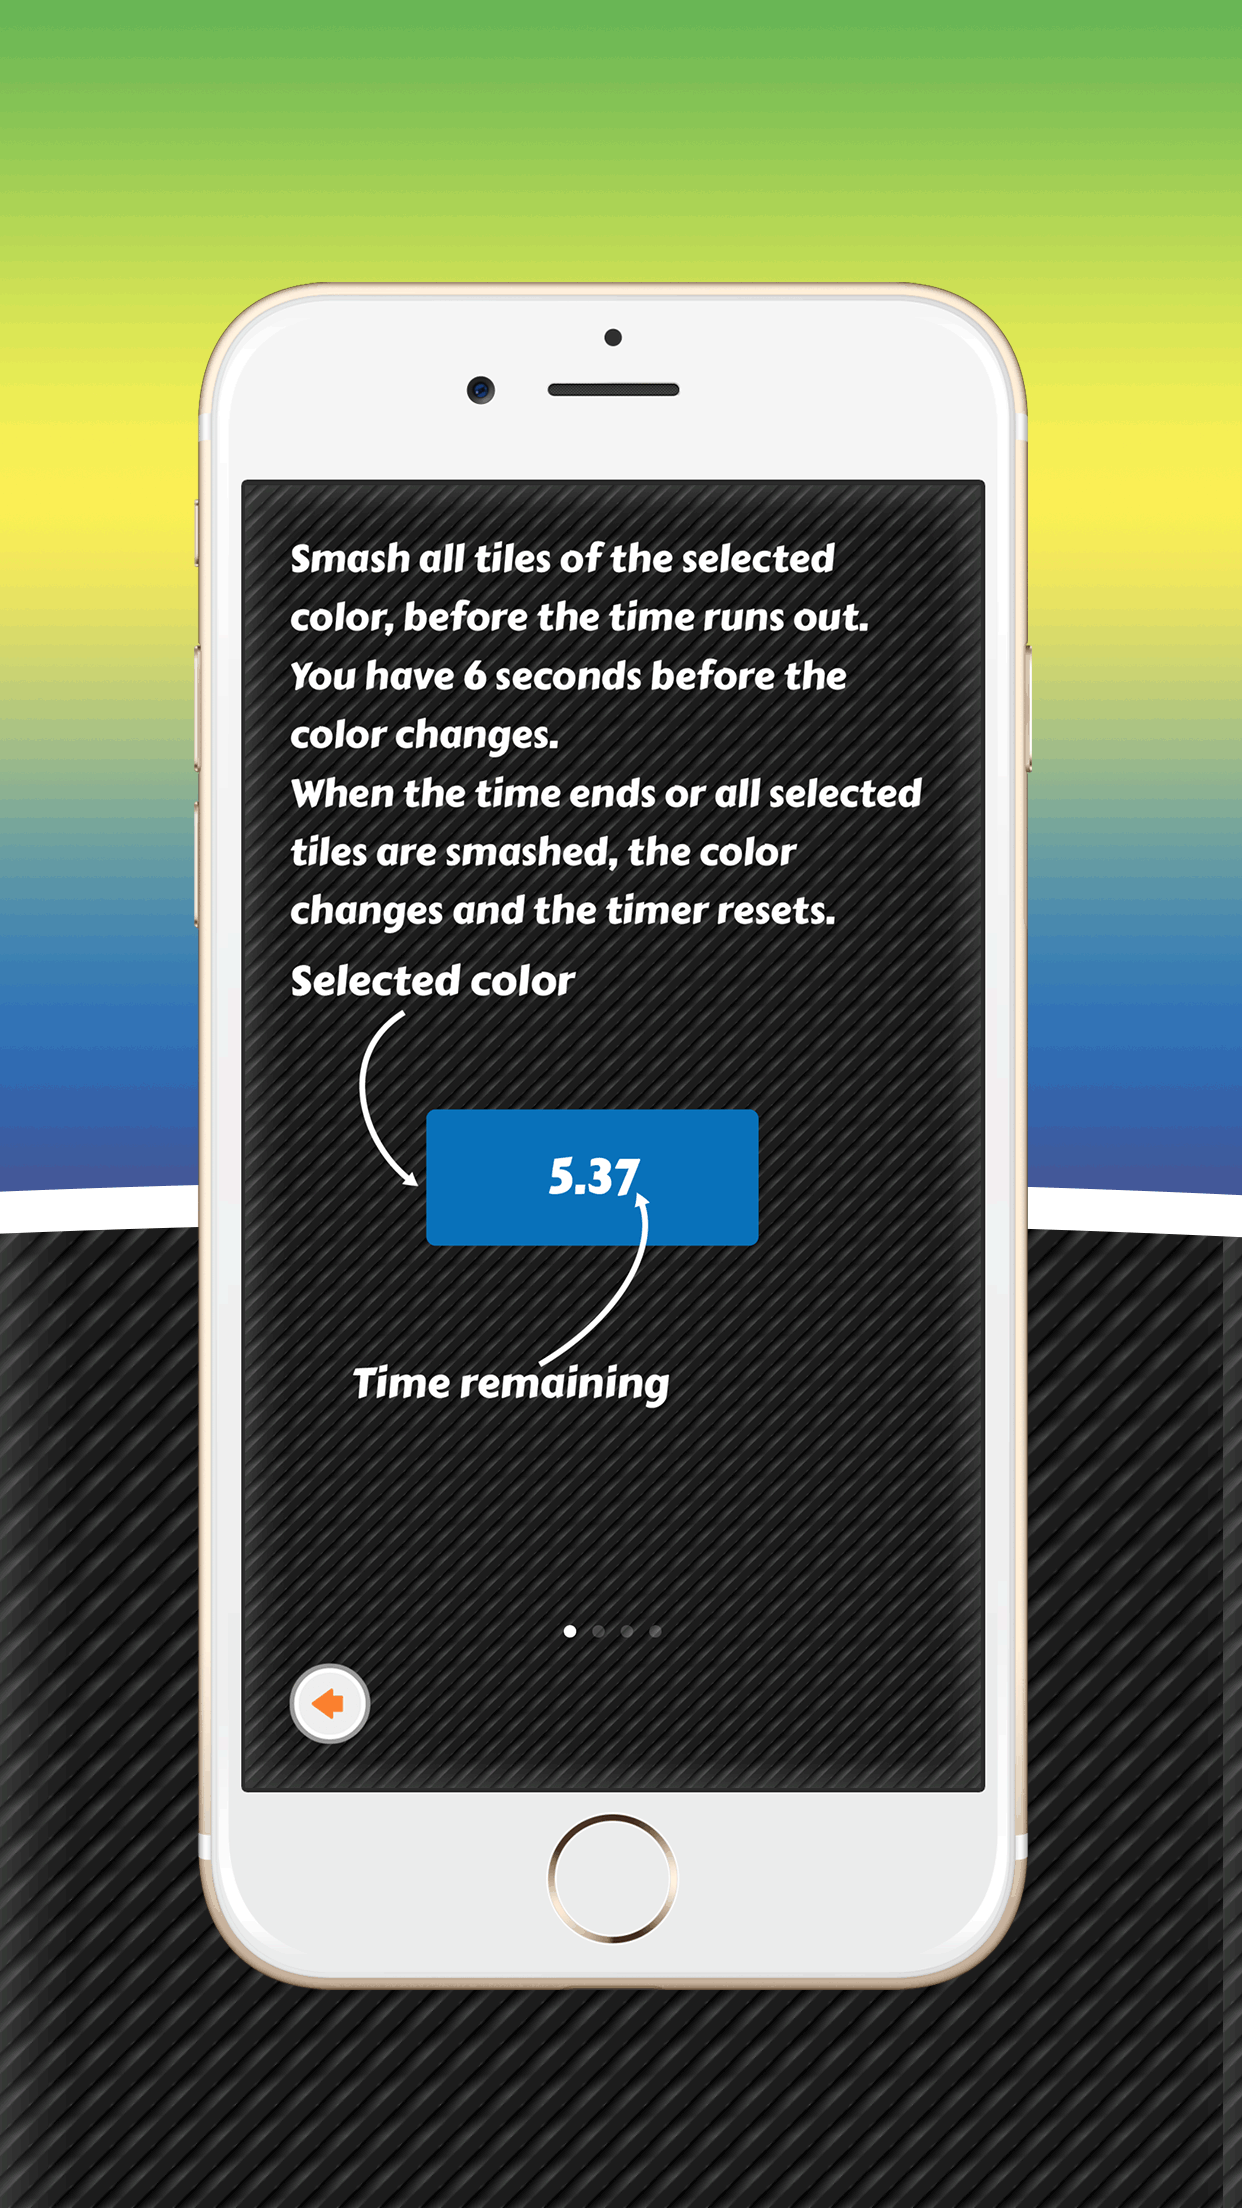 Smash all tiles of the selected
color, before the time runs out.
You have 6 seconds before the
color changes.
When the time ends or all selected
tiles are smashed, the color
changes and the timer resets.
Selected color
5.37
Time remaining